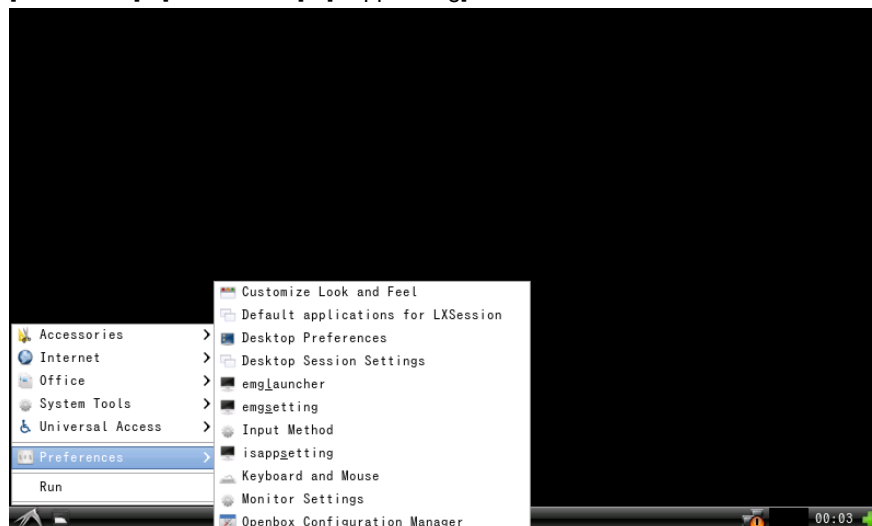 Customize Look and Feel
Default applications for LXSession
Desktop Preferences
Desktop Session Settings
emglauncher
emgsetting
Input Method
isappsetting
Keyboard and Mouse
Monitor Settings
Openbox Configuration Manager
Accessories
Internet
Office
System Tools
Universal Access
Preferences
Run
00:03